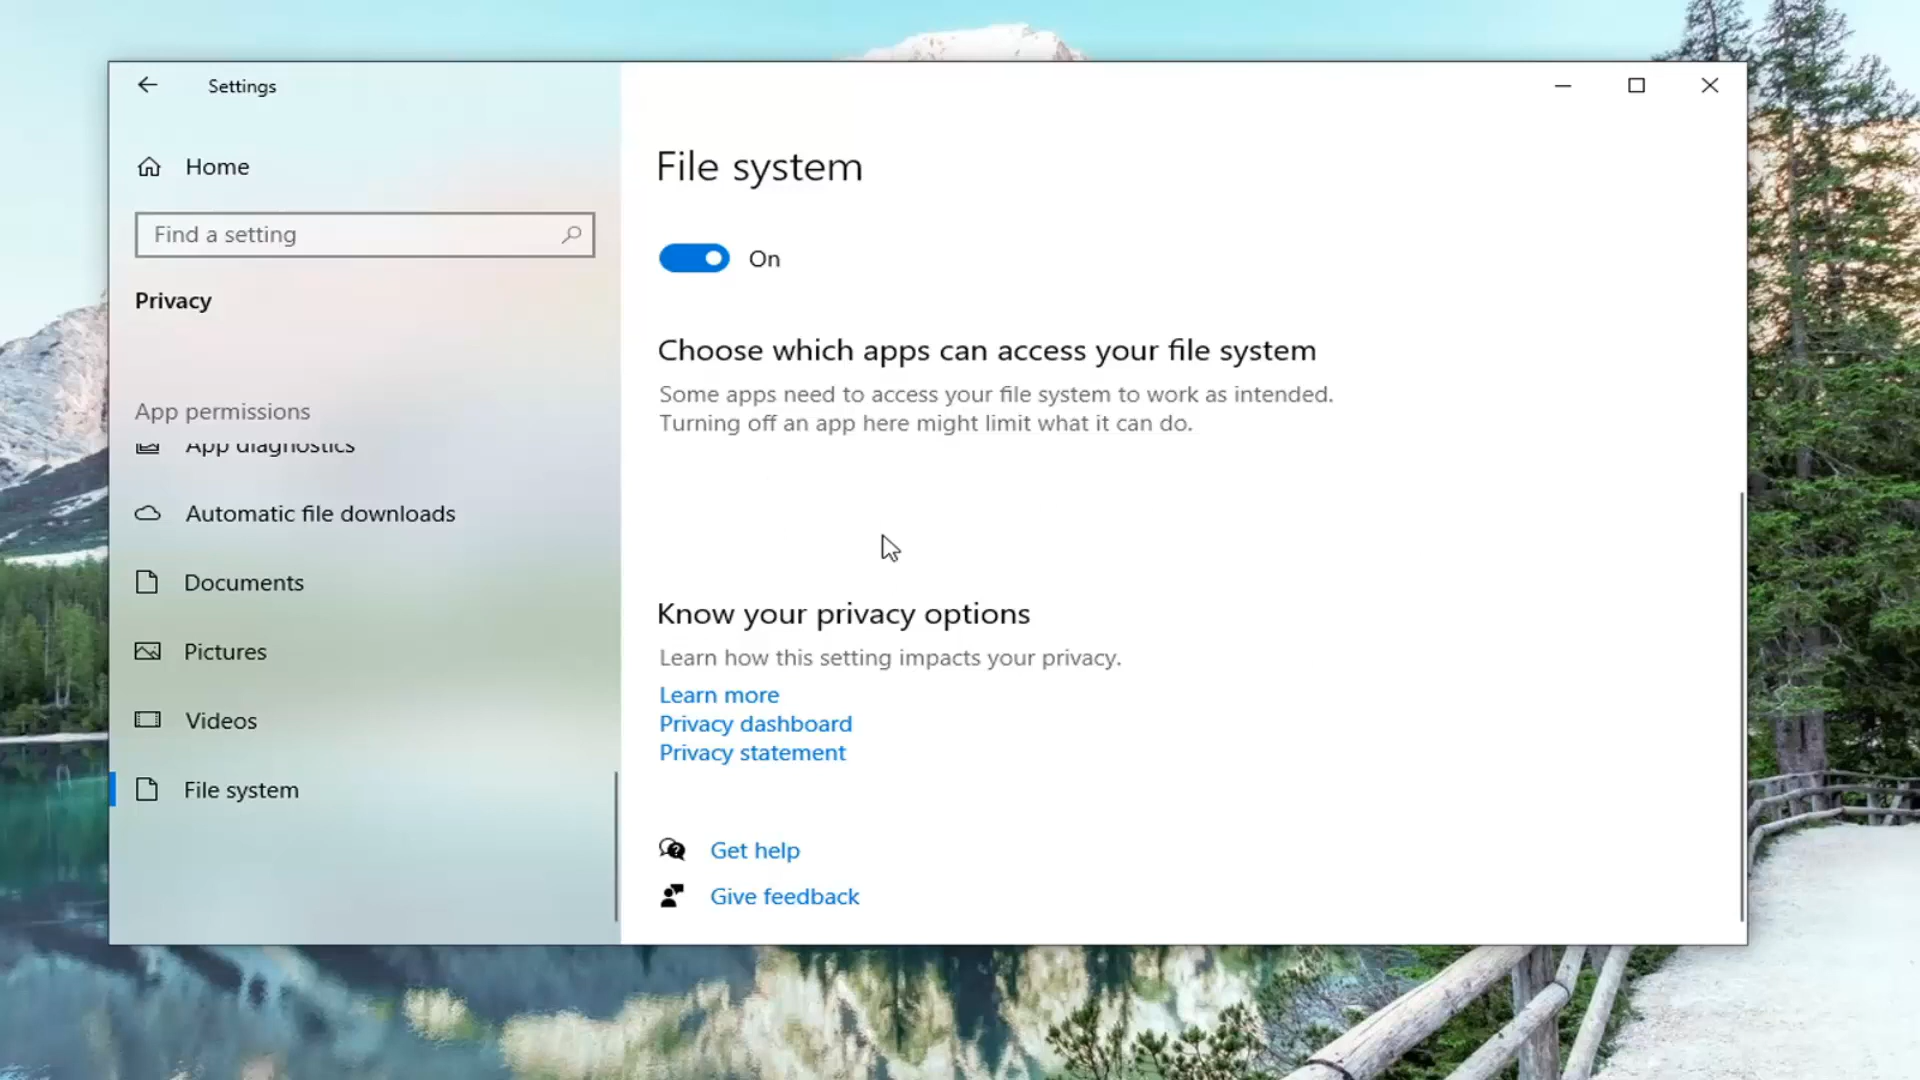 Settings
Home
Find a setting
Privacy
App permissions
App diagnostics
Automatic file downloads
Documents
Pictures
Videos
File system
File system
On
Choose which apps can access your file system
Some apps need to access your file system to work as intended.
Turning off an app here might limit what it can do.
Know your privacy options
Learn how this setting impacts your privacy.
Learn more
Privacy dashboard
Privacy statement
Get help
Give feedback